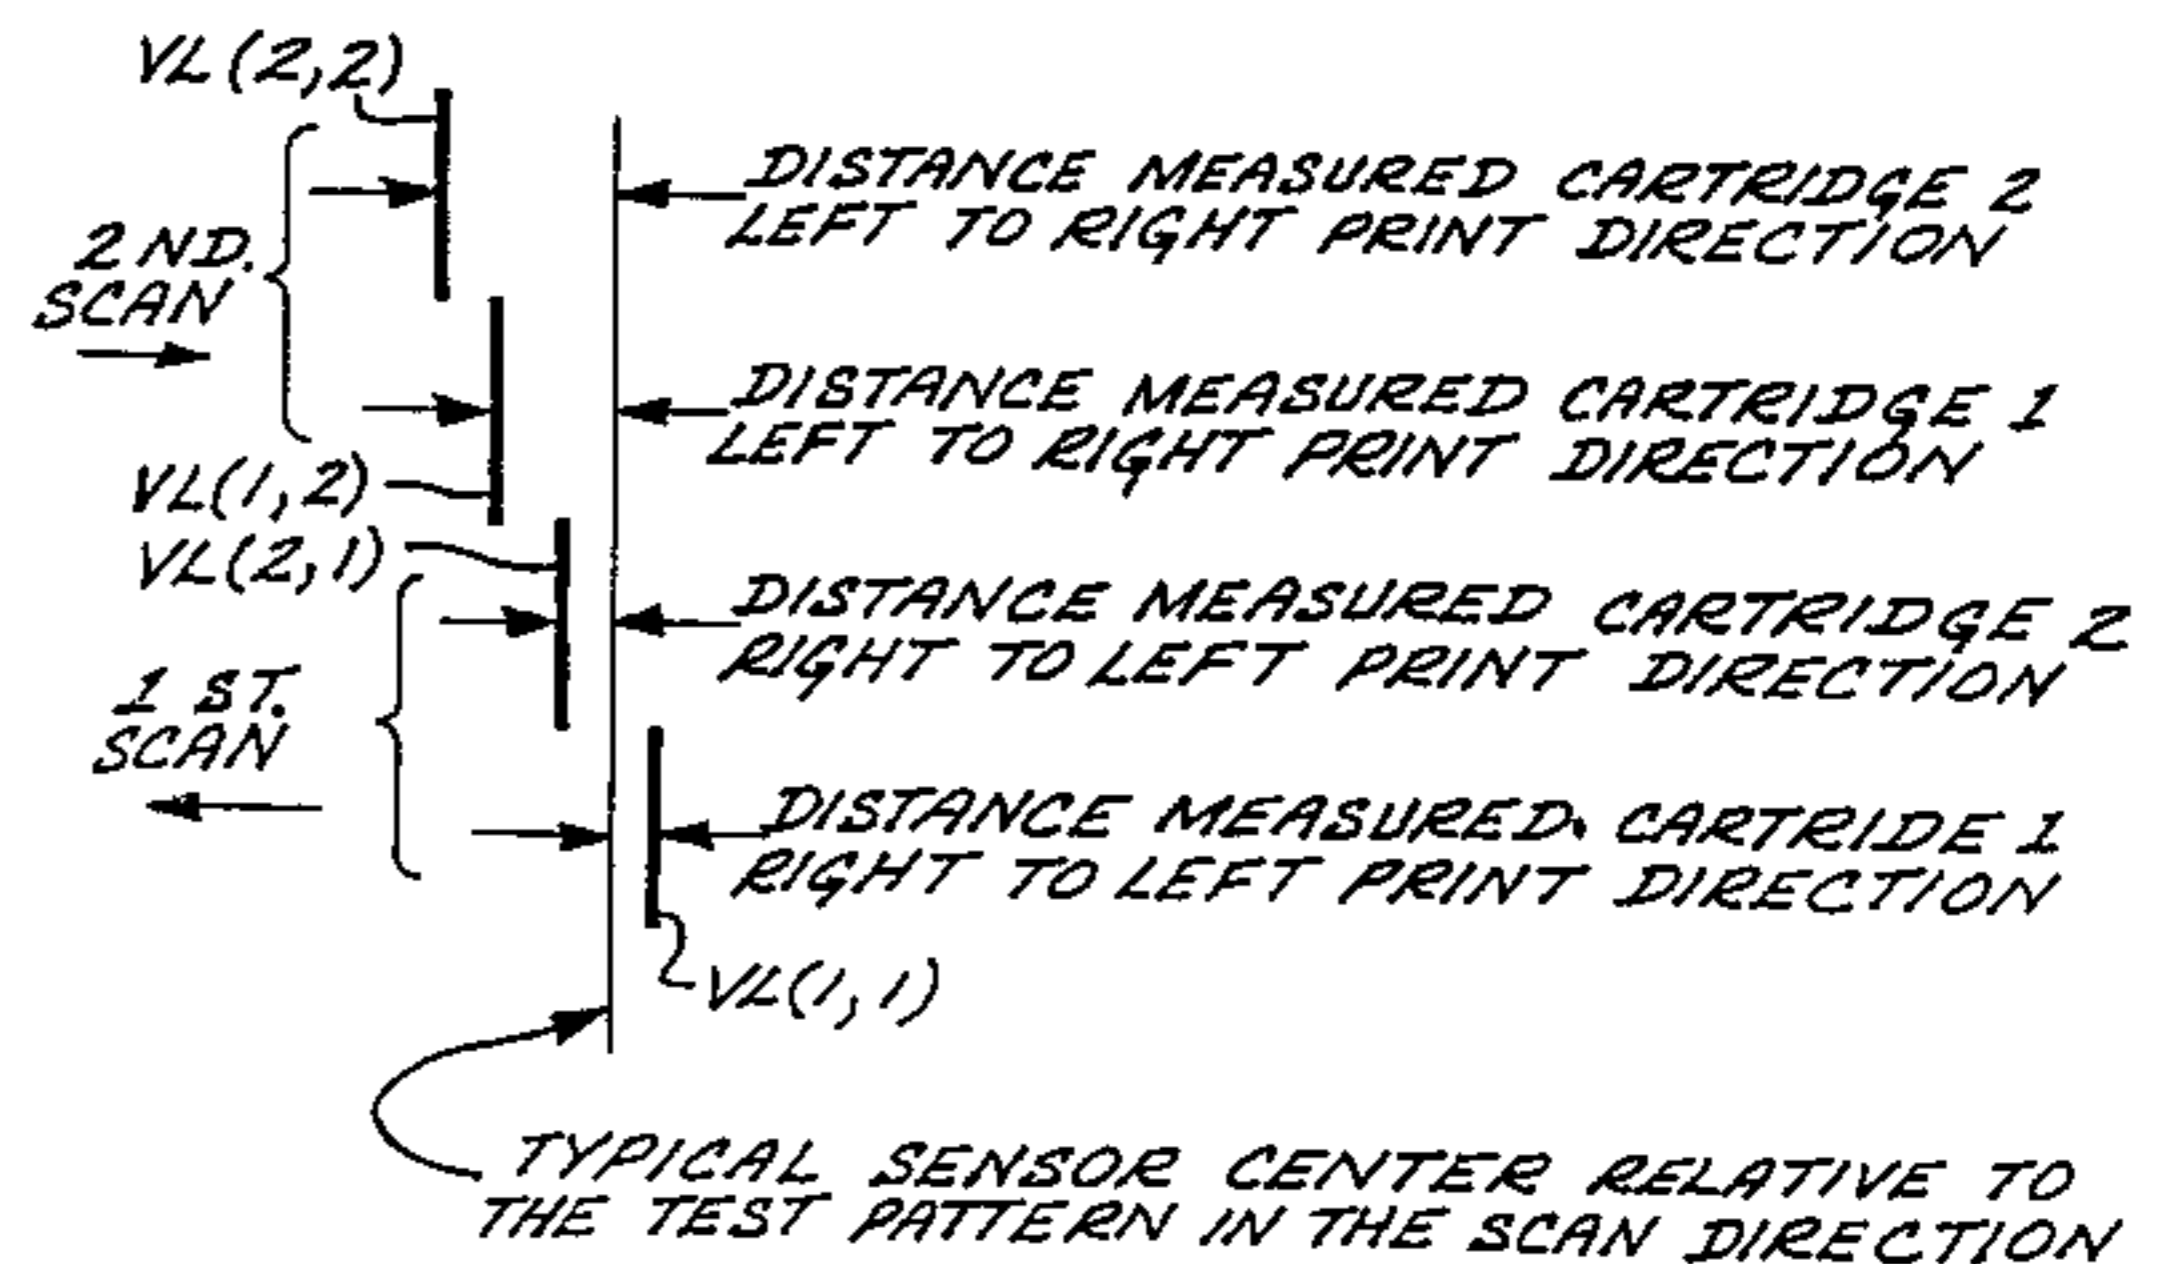 VL(2,2)
DISTANCE MEASURED CARTRIDGE 2
LEFT TO RIGHT PRINT DIRECTION
2 ND.
SCAN
DISTANCE MEASURED CARTRIDGE 1
LEFT TO RIGHT PRINT DIRECTION
VL(1,2)
VL(2,1)
DISTANCE MEASURED CARTRIDGE 2
RIGHT TO LEFT PRINT DIRECTION
1 ST.
SCAN
DISTANCE MEASURED. CARTRIDE 1
RIGHT TO LEFT PRINT DIRECTION
VL(1,1)
TYPICAL SENSOR CENTER RELATIVE TO
THE TEST PATTERN IN THE SCAN DIRECTION